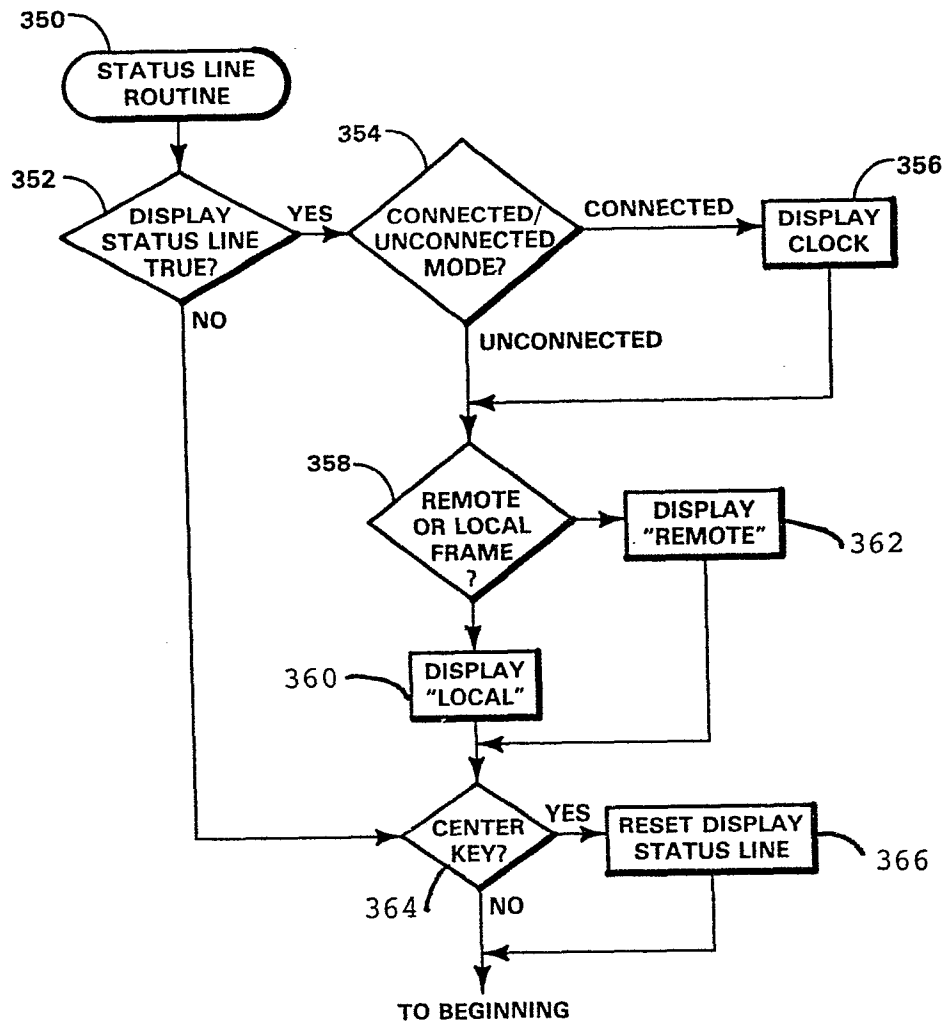 350
STATUS LINE
ROUTINE
352
DISPLAY
STATUS LINE
TRUE?
YES
NO
354
CONNECTED/
UNCONNECTED
MODE?
CONNECTED
UNCONNECTED
356
DISPLAY
CLOCK
358
REMOTE
OR LOCAL
FRAME
?
DISPLAY
"REMOTE"
362
360
DISPLAY
"LOCAL"
CENTER
KEY?
364
YES
NO
RESET DISPLAY
STATUS LINE
366
TO BEGINNING